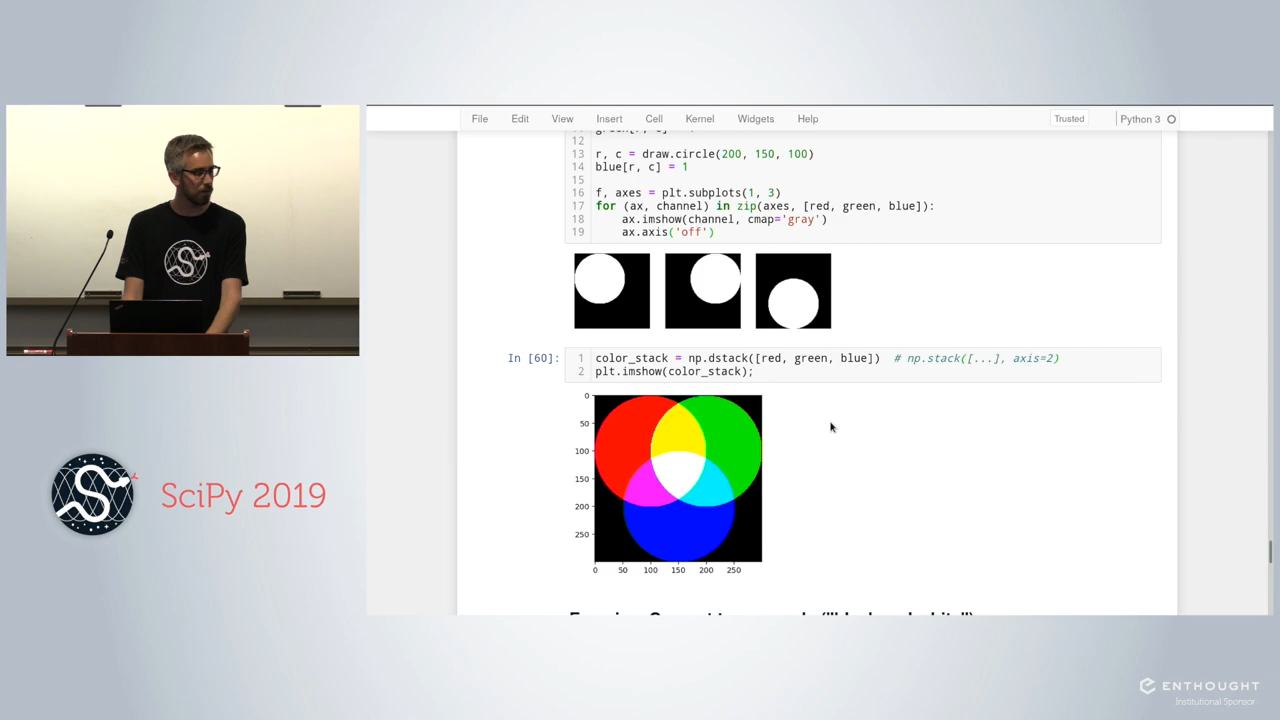 File Edit View Insert Cell Kernel Widgets Help Trusted Python 3
12
13 r, c = draw.circle(200, 150, 100)
14 blue[r, c] = 1
15
16 f, axes = plt.subplots(1, 3)
17 for (ax, channel) in zip(axes, [red, green, blue]):
18 ax.imshow(channel, cmap='gray')
19 ax.axis('off')
In [60]: 1 color_stack = np.dstack([red, green, blue]) # np.stack([...], axis=2)
2 plt.imshow(color_stack);
0
50
100
150
200
250
0 50 100 150 200 250
SciPy 2019
ENTHOUGHT
Institutional Sponsor